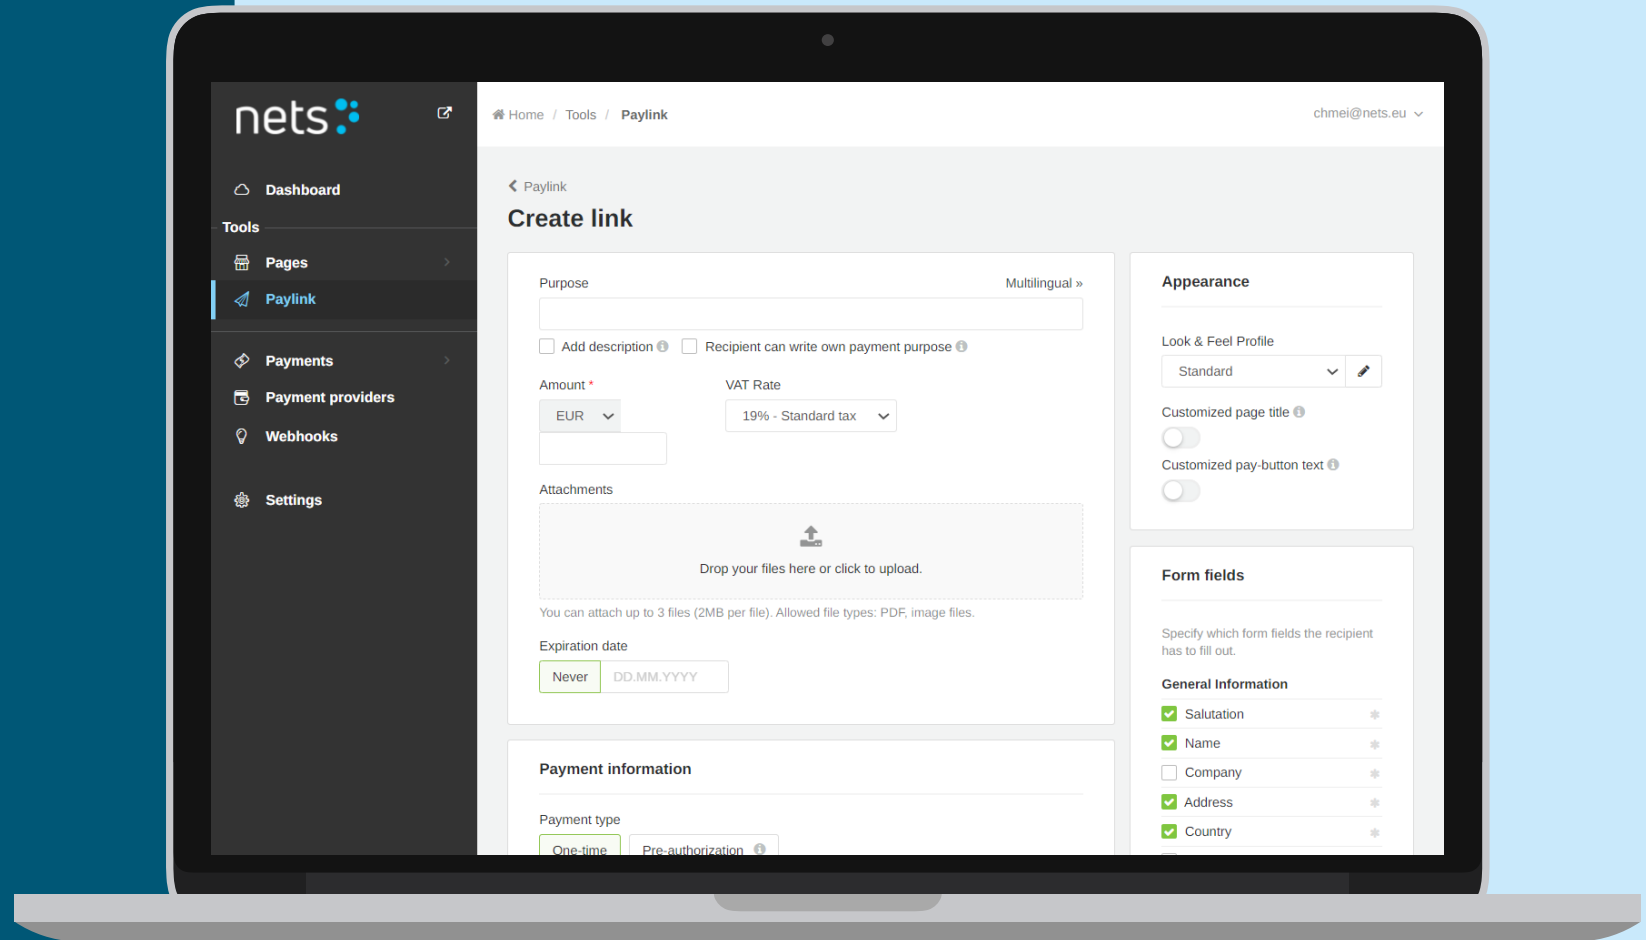 nets
Home / Tools / Paylink
chmei@nets.eu
Dashboard
Tools
Pages
Paylink
Payments
Payment providers
Webhooks
Settings
Paylink
Create link
Purpose
Multilingual »
Add description
Recipient can write own payment purpose
Amount *
VAT Rate
EUR
19% - Standard tax
Attachments
Drop your files here or click to upload.
You can attach up to 3 files (2MB per file). Allowed file types: PDF, image files.
Expiration date
Never
DD.MM.YYYY
Payment information
Payment type
One-time
Pre-authorization
Appearance
Look & Feel Profile
Standard
Customized page title
Customized pay-button text
Form fields
Specify which form fields the recipient
has to fill out.
General Information
Salutation
Name
Company
Address
Country